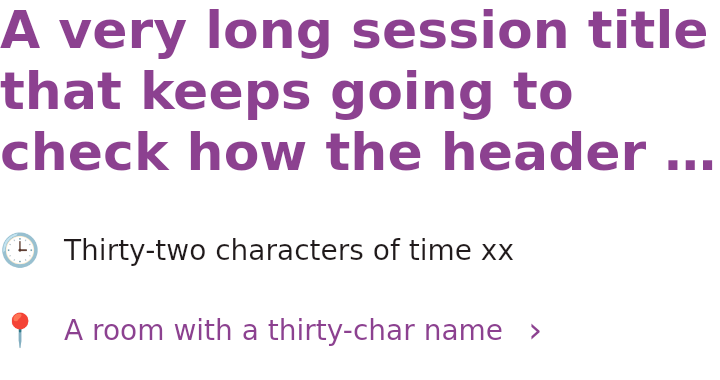 A very long session title
that keeps going to
check how the header …
Thirty-two characters of time xx
A room with a thirty-char name ›